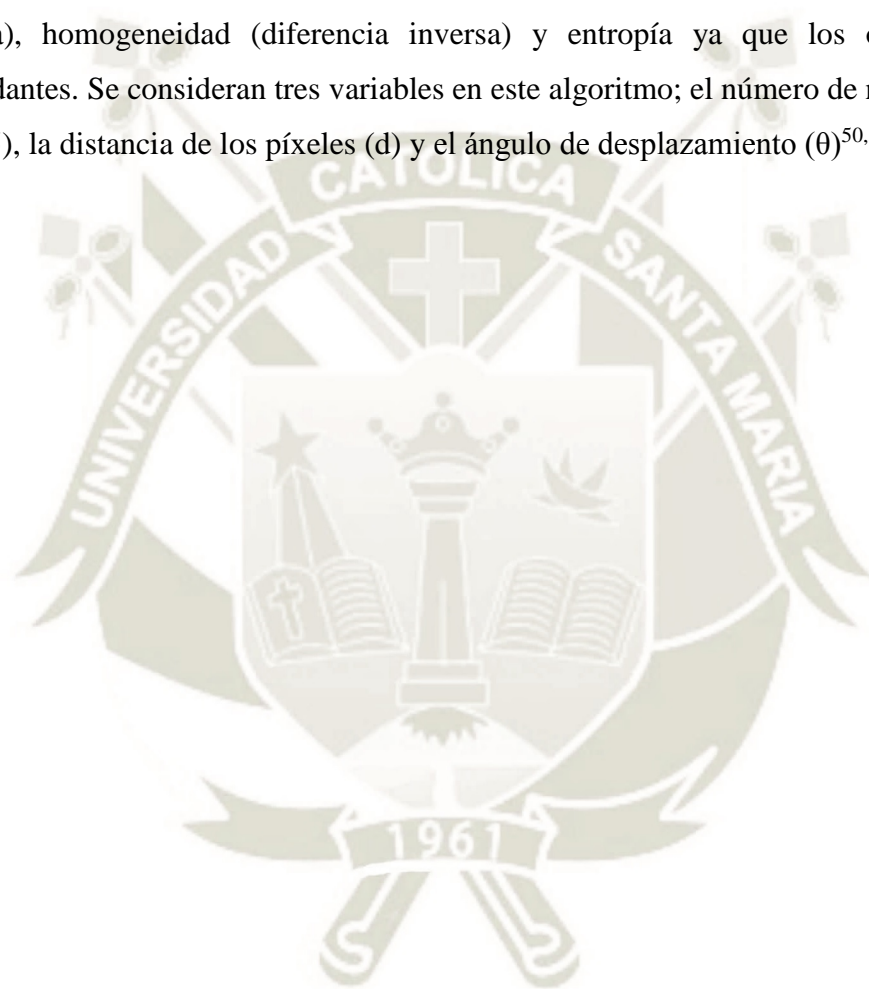 a), homogeneidad (diferencia inversa) y entropía ya que los
dantes. Se consideran tres variables en este algoritmo; el número de
), la distancia de los píxeles (d) y el ángulo de desplazamiento (θ)50,
CATOLICA
UNIVERSIDAD
SANTA MARIA
1961